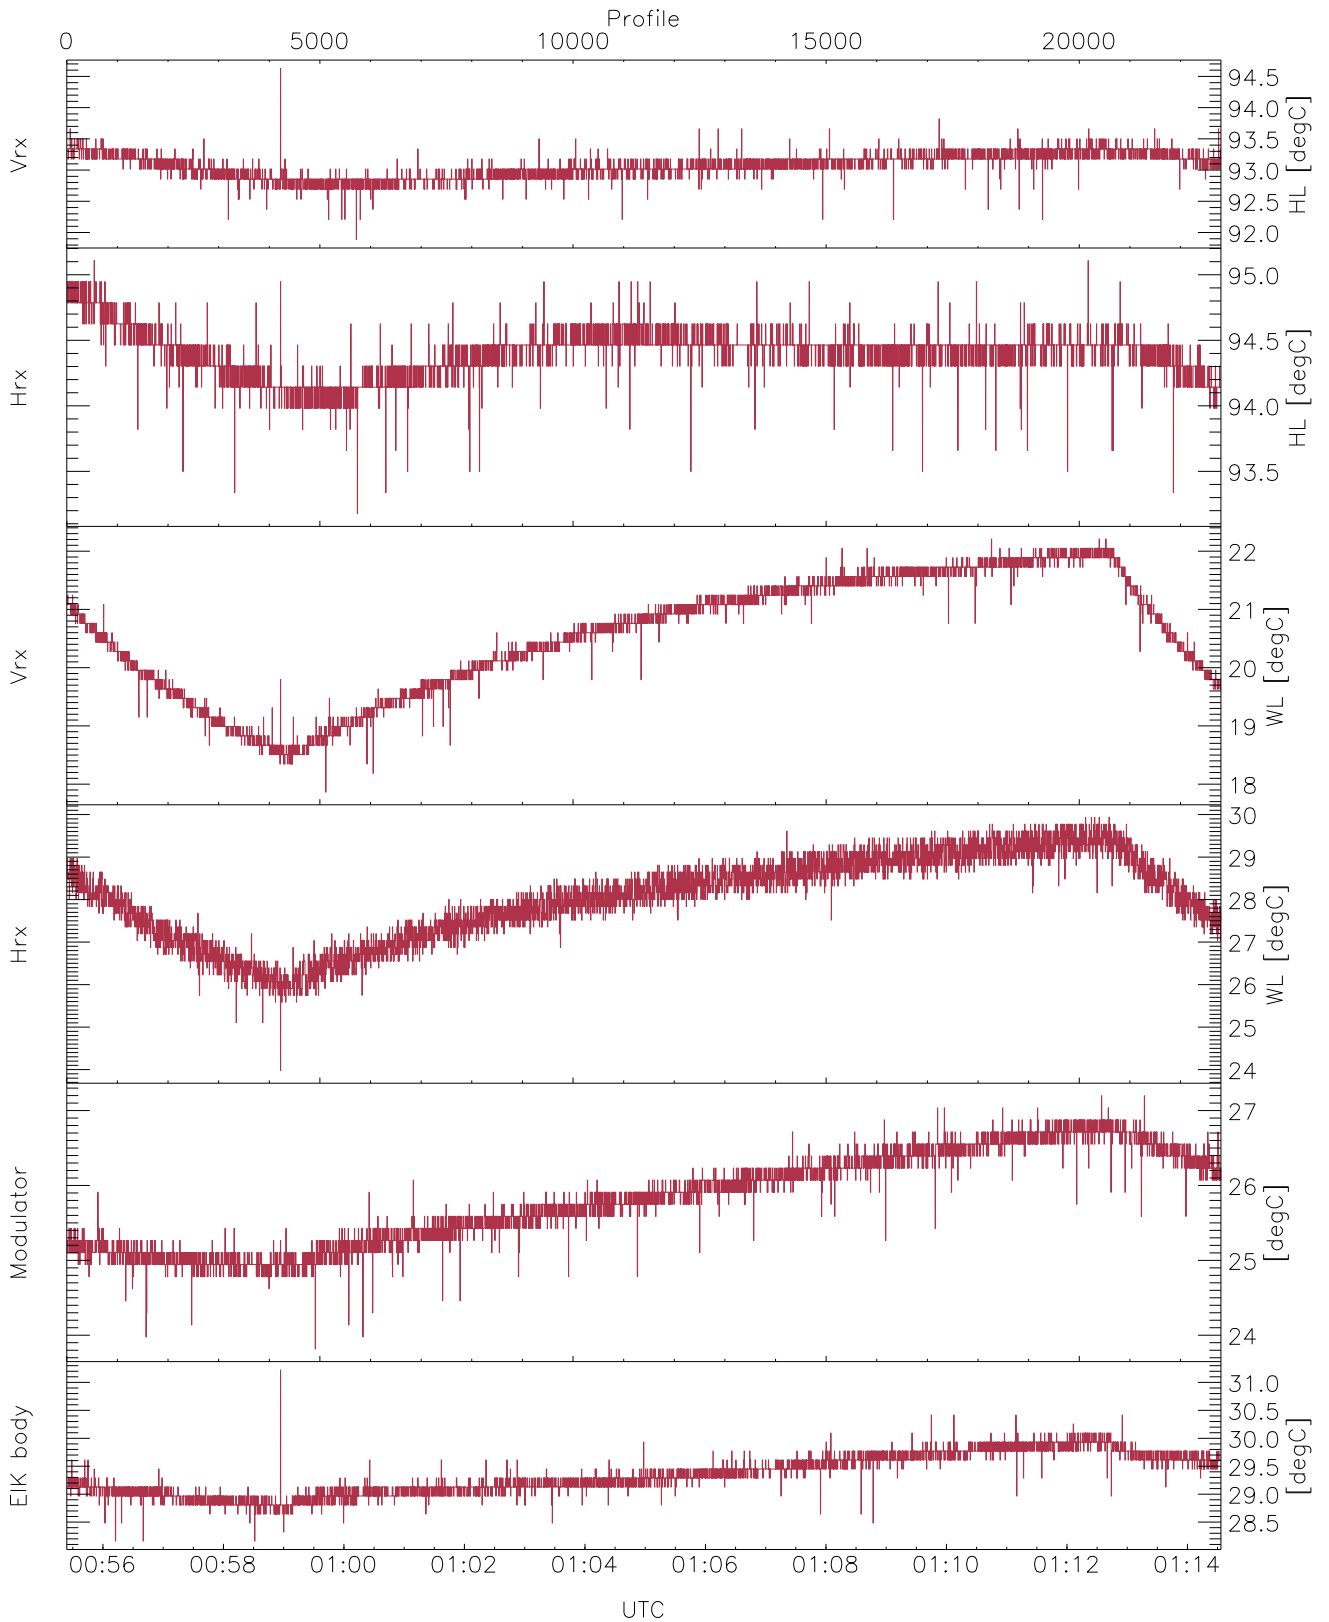 Profile
0 5000 10000 15000 20000
Vrx
94.5
94.0
93.5
93.0
92.5
92.0
HL [degC]
Hrx
95.0
94.5
94.0
93.5
HL [degC]
Vrx
22
21
20
19
18
WL [degC]
Hrx
30
29
28
27
26
25
24
WL [degC]
Modulator
27
26
25
24
[degC]
EIK body
31.0
30.5
30.0
29.5
29.0
28.5
[degC]
00:56 00:58 01:00 01:02 01:04 01:06 01:08 01:10 01:12 01:14
UTC